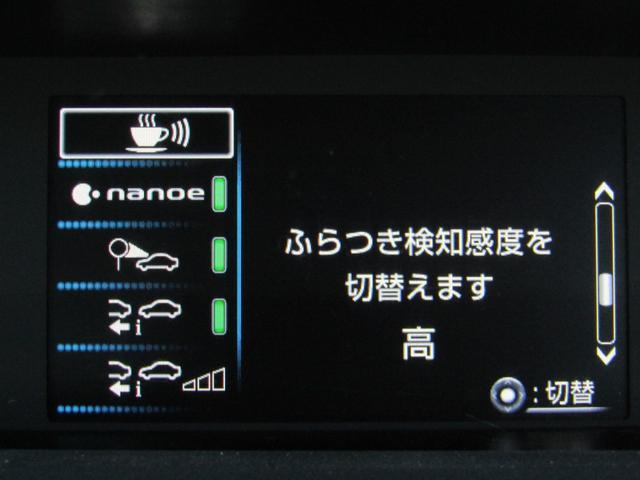 nanoe
i
i
ふらつき検知感度を
切替えます
高
:切替